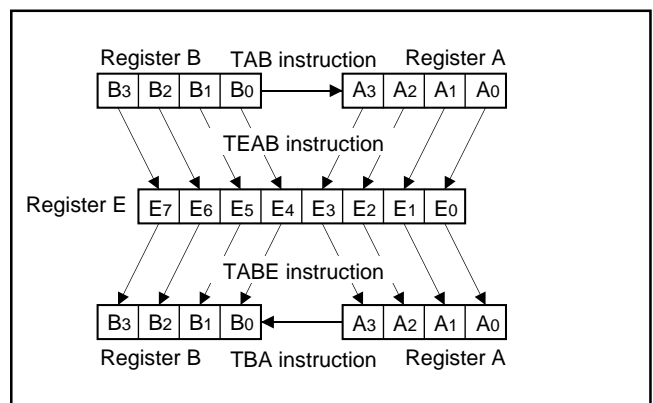 Register B TAB instruction Register A
B3 B2 B1 B0 A3 A2 A1 A0
TEAB instruction
Register E E7 E6 E5 E4 E3 E2 E1 E0
TABE instruction
B3 B2 B1 B0 A3 A2 A1 A0
Register B TBA instruction Register A